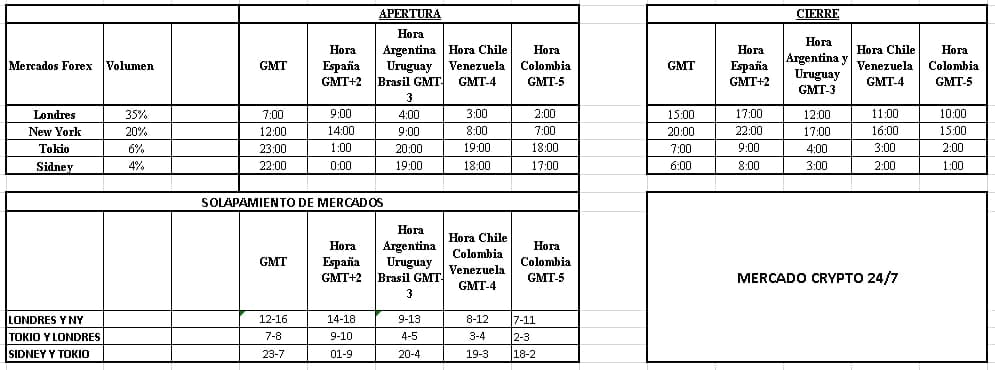 APERTURA
Mercados Forex Volumen GMT Hora España GMT+2 Hora Argentina Uruguay Brasil GMT-3 Hora Chile Venezuela GMT-4 Hora Colombia GMT-5
Londres 35% 7:00 9:00 4:00 3:00 2:00
New York 20% 12:00 14:00 9:00 8:00 7:00
Tokio 6% 23:00 1:00 20:00 19:00 18:00
Sidney 4% 22:00 0:00 19:00 18:00 17:00
CIERRE
GMT Hora España GMT+2 Hora Argentina y Uruguay GMT-3 Hora Chile Venezuela GMT-4 Hora Colombia GMT-5
15:00 17:00 12:00 11:00 10:00
20:00 22:00 17:00 16:00 15:00
7:00 9:00 4:00 3:00 2:00
6:00 8:00 3:00 2:00 1:00
SOLAPAMIENTO DE MERCADOS
GMT Hora España GMT+2 Hora Argentina Uruguay Brasil GMT-3 Hora Chile Colombia Venezuela GMT-4 Hora Colombia GMT-5
LONDRES Y NY 12-16 14-18 9-13 8-12 7-11
TOKIO Y LONDRES 7-8 9-10 4-5 3-4 2-3
SIDNEY Y TOKIO 23-7 01-9 20-4 19-3 18-2
MERCADO CRYPTO 24/7